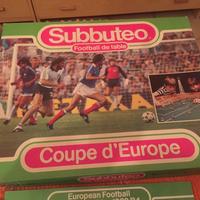 Subbuteo
Football de table
Coupe d'Europe
European Football